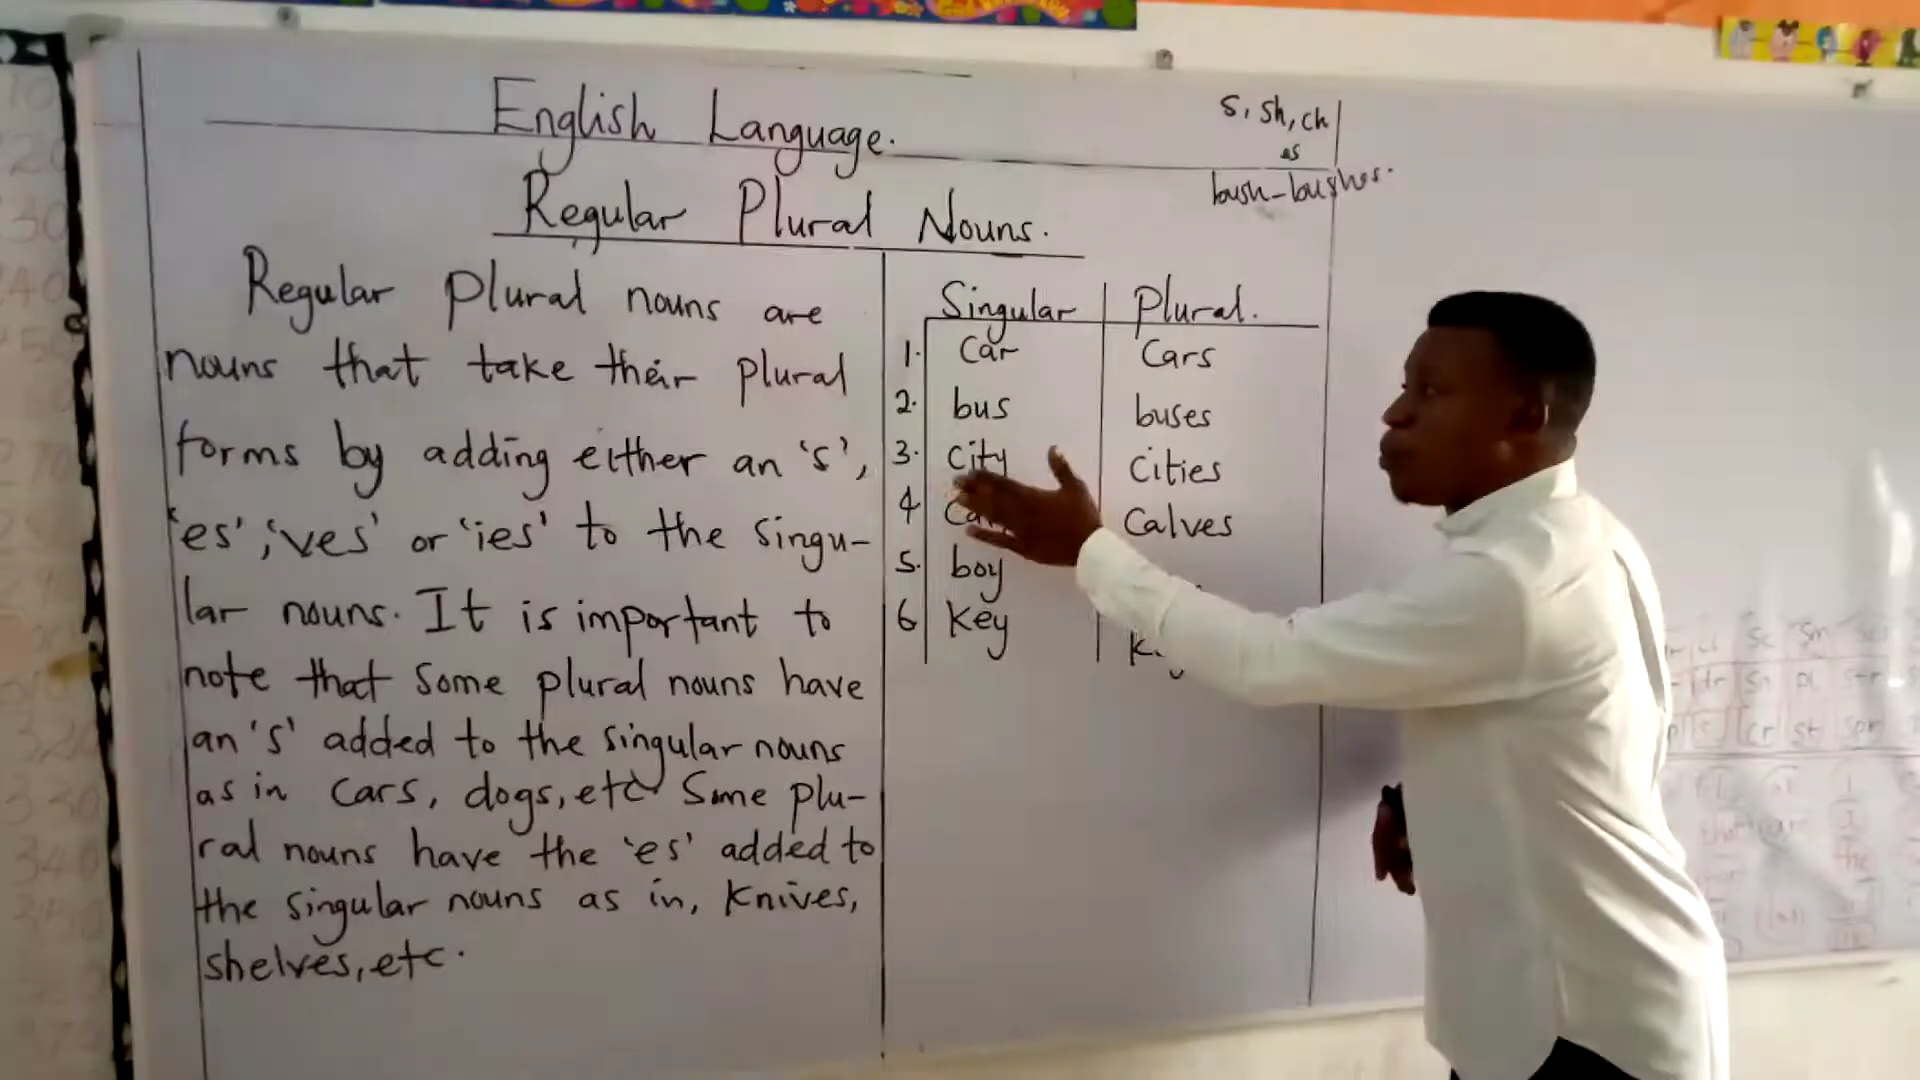 English Language.
s, sh, ch
es
bush-bushes.
Regular Plural Nouns.
Regular plural nouns are
nouns that take their plural
forms by adding either an 's',
'es', 'ves' or 'ies' to the singu-
lar nouns. It is important to
note that some plural nouns have
an 's' added to the singular nouns
as in cars, dogs, etc. Some plu-
ral nouns have the 'es' added to
the singular nouns as in, knives,
shelves, etc.
Singular Plural.
1. Car Cars
2. bus buses
3. City Cities
4 Calves
5. boy
6 Key